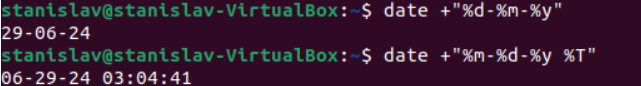 stanislav@stanislav-VirtualBox:~$ date +"%d-%m-%y"
29-06-24
stanislav@stanislav-VirtualBox:~$ date +"%m-%d-%y %T"
06-29-24 03:04:41